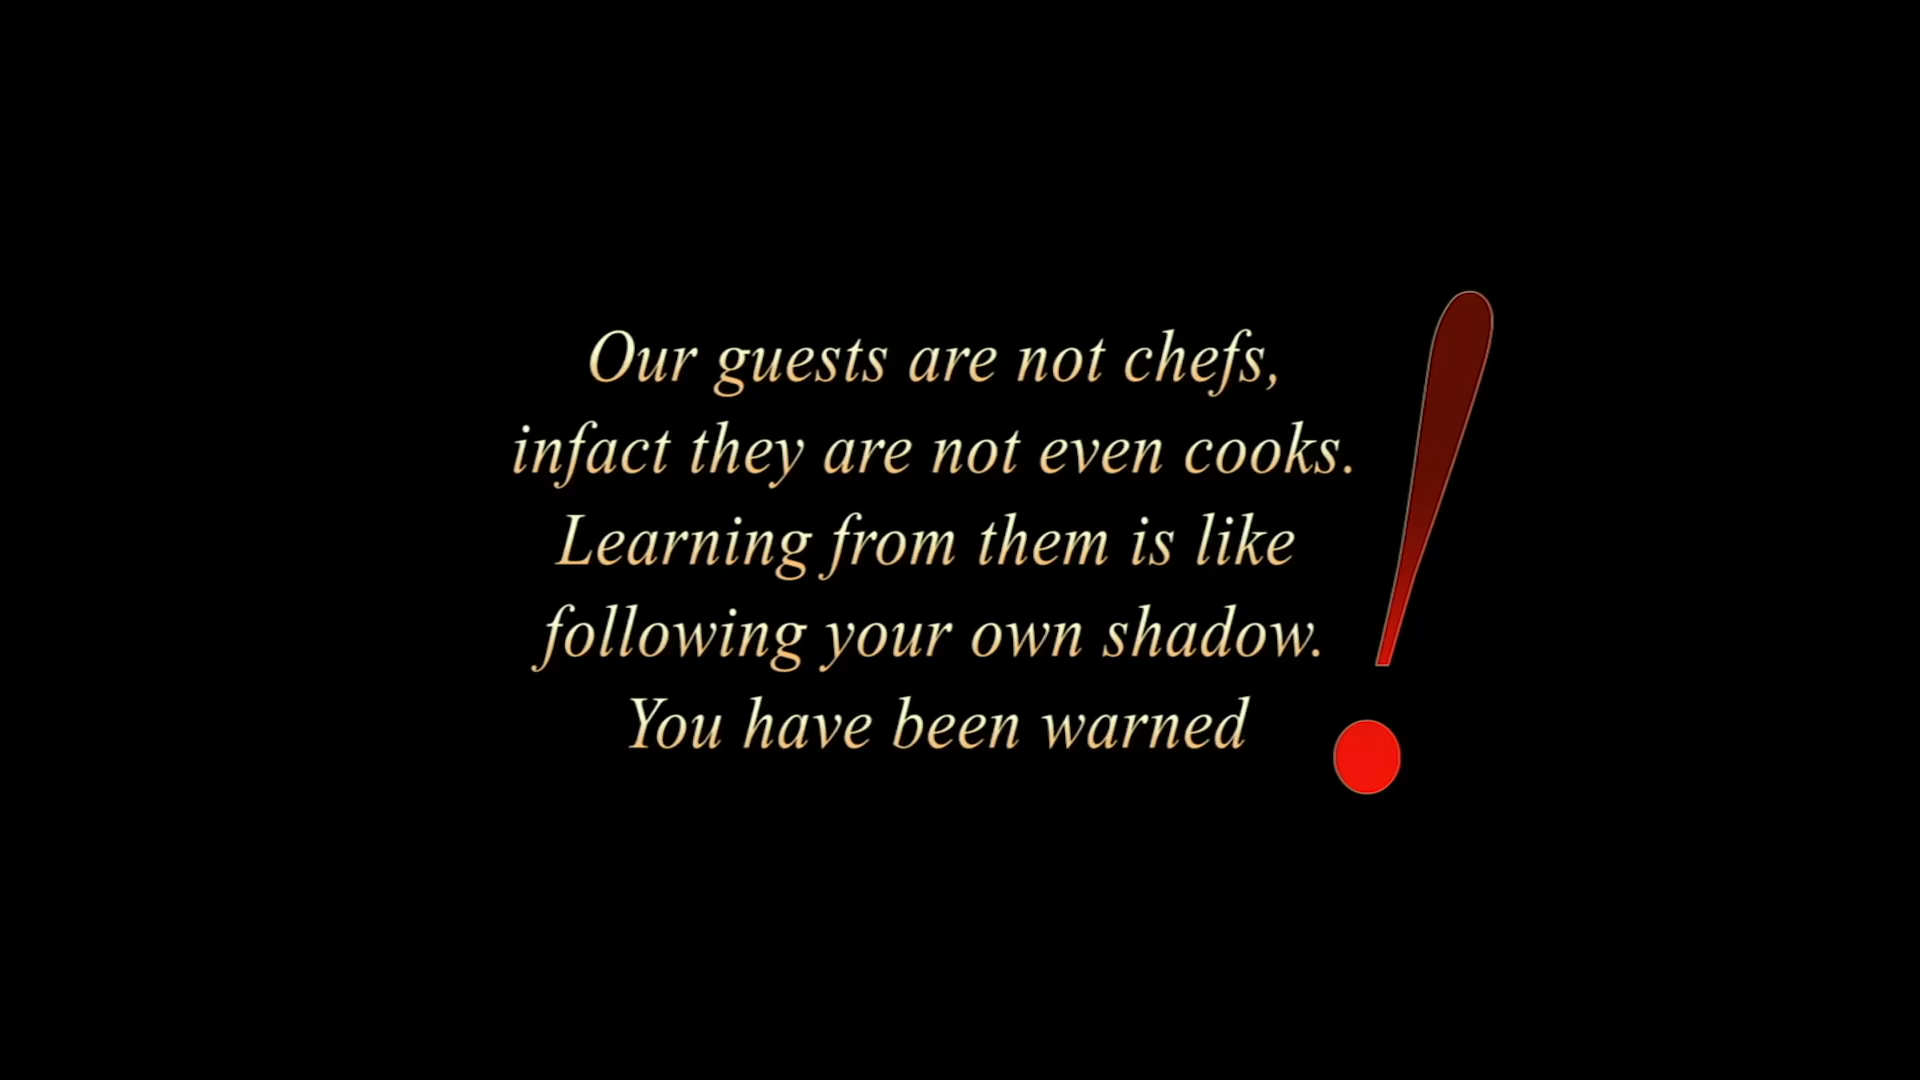 Our guests are not chefs,
infact they are not even cooks.
Learning from them is like
following your own shadow.
You have been warned!